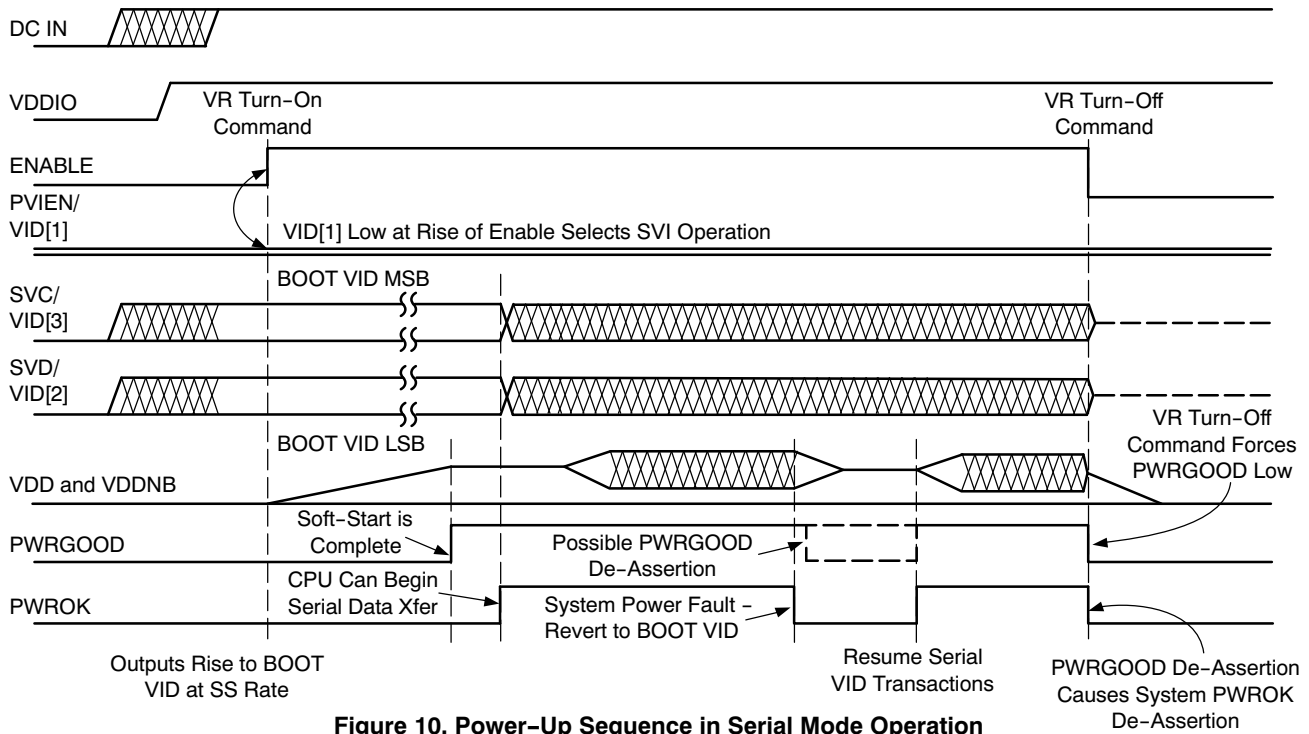 DC IN
VDDIO
VR Turn-On
Command
VR Turn-Off
Command
ENABLE
PVIEN/
VID[1]
VID[1] Low at Rise of Enable Selects SVI Operation
BOOT VID MSB
SVC/
VID[3]
SVD/
VID[2]
BOOT VID LSB
VR Turn-Off
Command Forces
PWRGOOD Low
VDD and VDDNB
Soft-Start is
Complete
PWRGOOD
Possible PWRGOOD
De-Assertion
CPU Can Begin
Serial Data Xfer
PWROK
System Power Fault -
Revert to BOOT VID
Outputs Rise to BOOT
VID at SS Rate
Resume Serial
VID Transactions
PWRGOOD De-Assertion
Causes System PWROK
De-Assertion
Figure 10. Power-Up Sequence in Serial Mode Operation